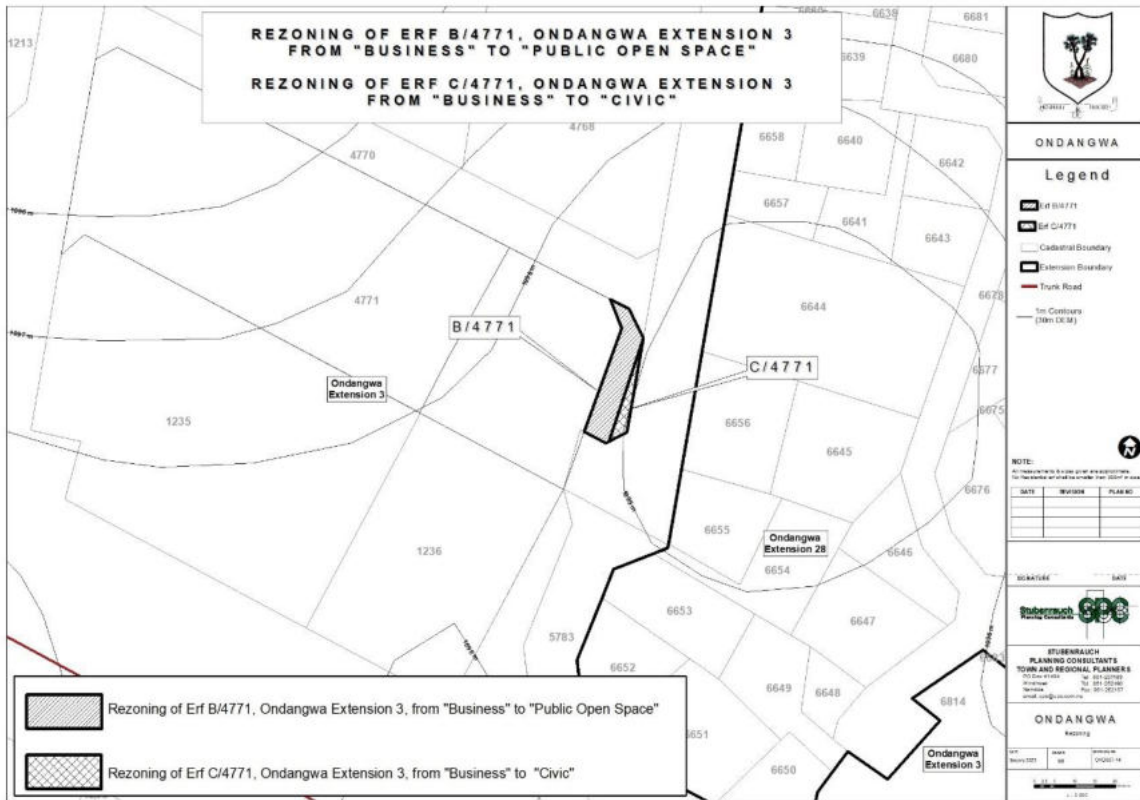 REZONING OF ERF B/4771, ONDANGWA EXTENSION 3
FROM "BUSINESS" TO "PUBLIC OPEN SPACE"
REZONING OF ERF C/4771, ONDANGWA EXTENSION 3
FROM "BUSINESS" TO "CIVIC"
1213
6638
6681
6639
6680
4768
6658
6640
4770
6642
6657
6641
6643
4771
6644
6678
B/4771
C/4771
6677
Ondangwa
Extension 3
1235
6656
6675
6645
6676
6655
Ondangwa
Extension 28
1236
6654
6646
6653
6647
5783
6652
6649
6648
6814
6651
6650
Ondangwa
Extension 3
Rezoning of Erf B/4771, Ondangwa Extension 3, from "Business" to "Public Open Space"
Rezoning of Erf C/4771, Ondangwa Extension 3, from "Business" to "Civic"
ONDANGWA
Legend
Erf B/4771
Erf C/4771
Cadastral Boundary
Extension Boundary
Trunk Road
1m Contours
(30m DEM)
N
NOTE:
DATE REVISION PLAN NO
SIGNATURE DATE
Stubenrauch
Planning Consultants
SPC
STUBENRAUCH
PLANNING CONSULTANTS
TOWN AND REGIONAL PLANNERS
ONDANGWA
Rezoning